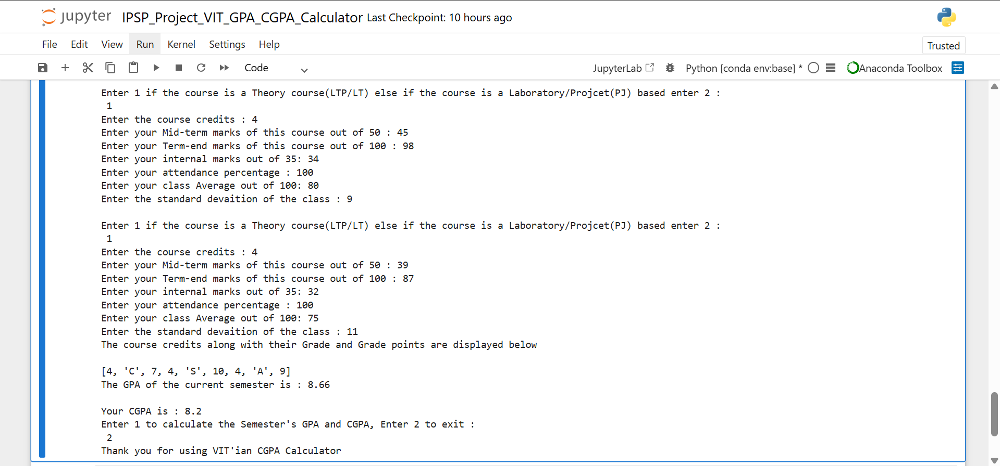 jupyter IPSP_Project_VIT_GPA_CGPA_Calculator Last Checkpoint: 10 hours ago
File Edit View Run Kernel Settings Help Trusted
Code JupyterLab Python [conda env:base] * Anaconda Toolbox
Enter 1 if the course is a Theory course(LTP/LT) else if the course is a Laboratory/Projcet(PJ) based enter 2 :
1
Enter the course credits : 4
Enter your Mid-term marks of this course out of 50 : 45
Enter your Term-end marks of this course out of 100 : 98
Enter your internal marks out of 35: 34
Enter your attendance percentage : 100
Enter your class Average out of 100: 80
Enter the standard devaition of the class : 9
Enter 1 if the course is a Theory course(LTP/LT) else if the course is a Laboratory/Projcet(PJ) based enter 2 :
1
Enter the course credits : 4
Enter your Mid-term marks of this course out of 50 : 39
Enter your Term-end marks of this course out of 100 : 87
Enter your internal marks out of 35: 32
Enter your attendance percentage : 100
Enter your class Average out of 100: 75
Enter the standard devaition of the class : 11
The course credits along with their Grade and Grade points are displayed below
[4, 'C', 7, 4, 'S', 10, 4, 'A', 9]
The GPA of the current semester is : 8.66
Your CGPA is : 8.2
Enter 1 to calculate the Semester's GPA and CGPA, Enter 2 to exit :
2
Thank you for using VIT'ian CGPA Calculator